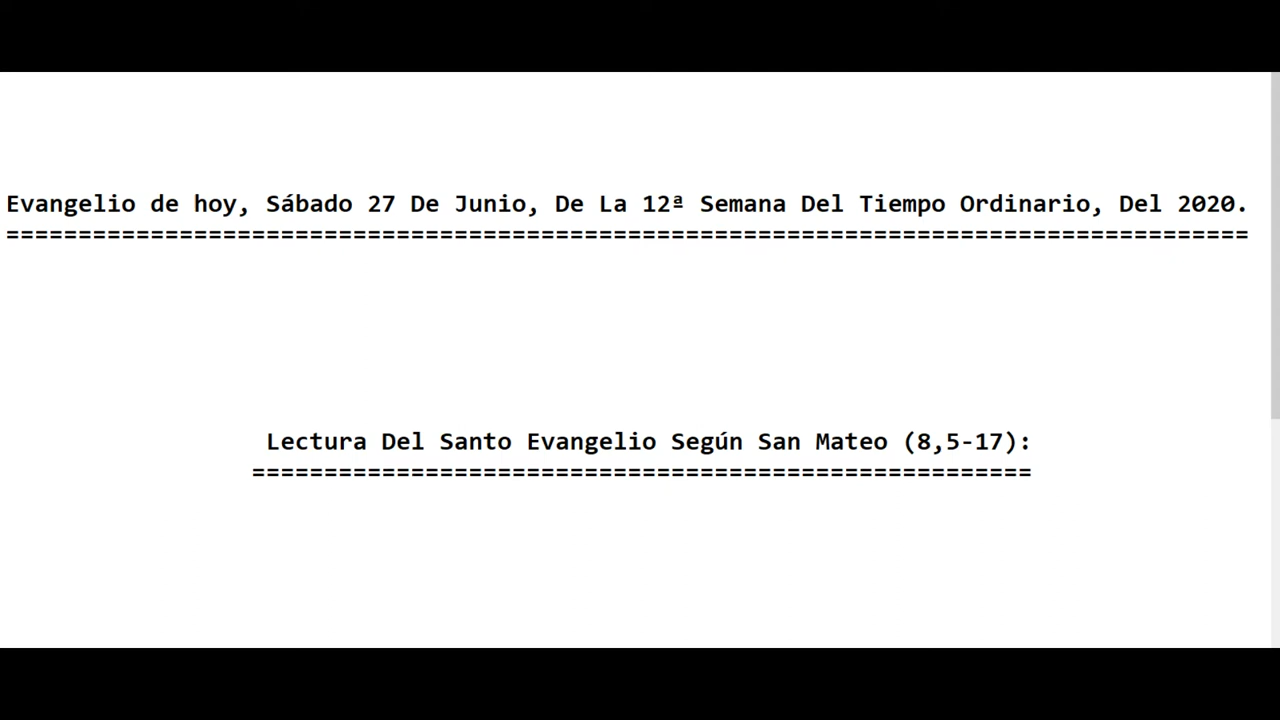 Evangelio de hoy, Sábado 27 De Junio, De La 12ª Semana Del Tiempo Ordinario, Del 2020.
======================================================================================
Lectura Del Santo Evangelio Según San Mateo (8,5-17):
======================================================